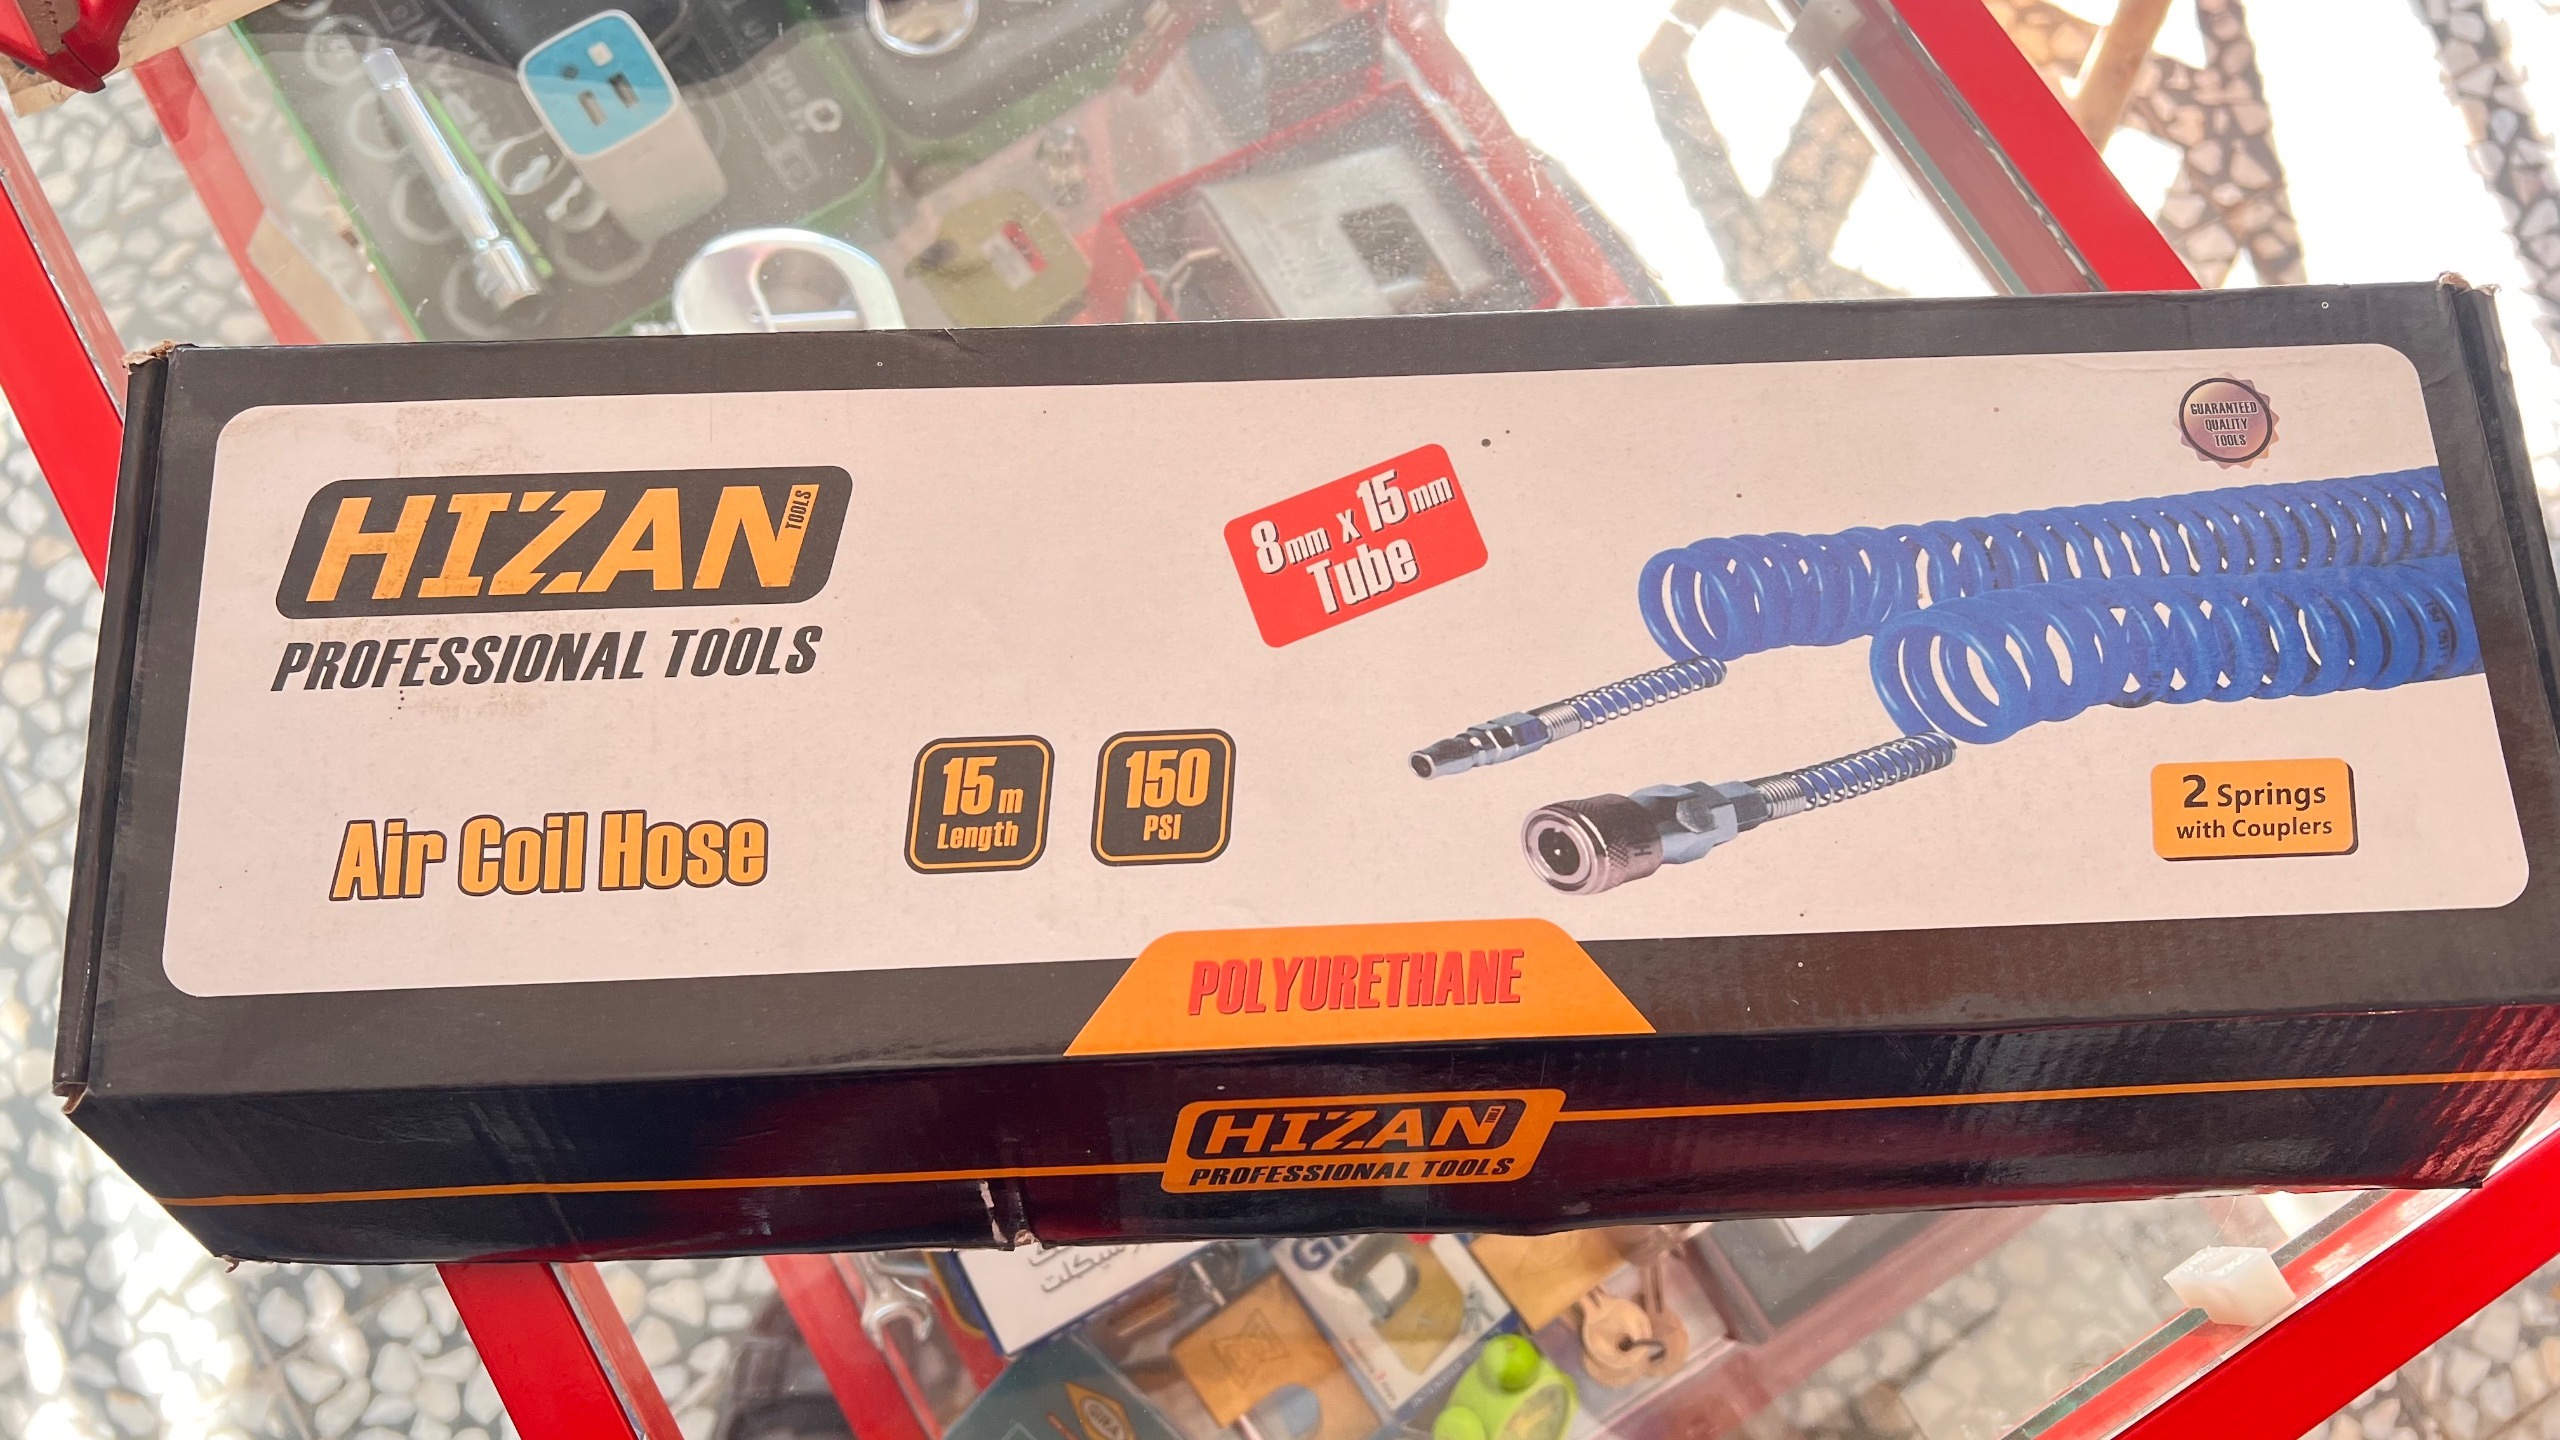 GUARANTEED
QUALITY
TOOLS
HIZAN TOOLS
PROFESSIONAL TOOLS
8mm x 15mm
Tube
Air Coil Hose
15m
Length
150
PSI
2 Springs
with Couplers
POLYURETHANE
HIZAN
PROFESSIONAL TOOLS